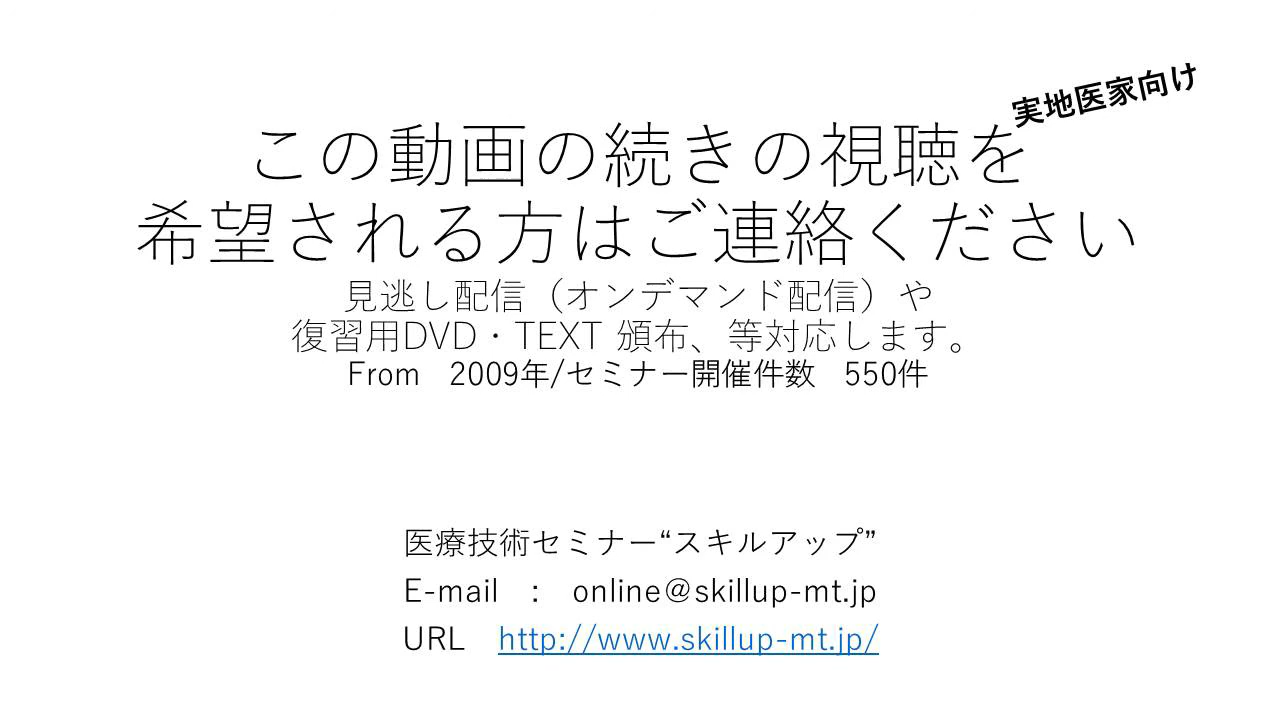 実地医家向け
この動画の続きの視聴を
希望される方はご連絡ください
見逃し配信（オンデマンド配信）や
復習用DVD・TEXT 頒布、等対応します。
From　2009年/セミナー開催件数　550件
医療技術セミナー“スキルアップ”
E-mail　:　online@skillup-mt.jp
URL　http://www.skillup-mt.jp/